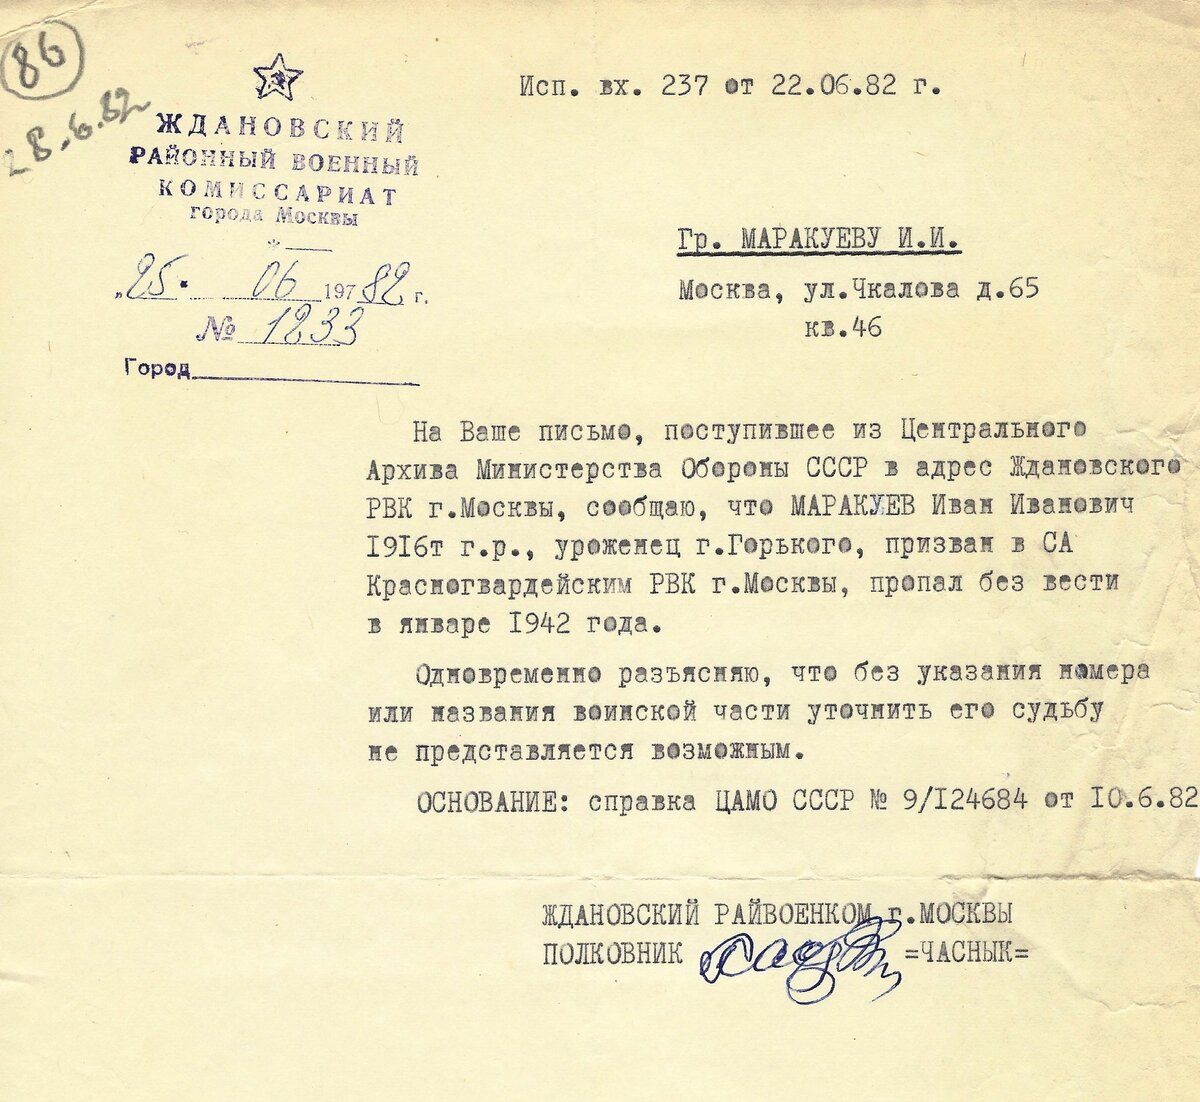 86
28.6.82
Исп. вх. 237 от 22.06.82 г.
ЖДАНОВСКИЙ
РАЙОННЫЙ ВОЕННЫЙ
КОМИССАРИАТ
города Москвы
„25. 06 197 82 г.
№ 1233
Город
Гр. МАРАКУЕВУ И.И.
Москва, ул.Чкалова д.65
кв.46
На Ваше письмо, поступившее из Центрального
Архива Министерства Обороны СССР в адрес Ждановского
РВК г.Москвы, сообщаю, что МАРАКУЕВ Иван Иванович
1916т г.р., уроженец г.Горького, призван в СА
Красногвардейским РВК г.Москвы, пропал без вести
в январе 1942 года.
Одновременно разъясняю, что без указания номера
или названия воинской части уточнить его судьбу
не представляется возможным.
ОСНОВАНИЕ: справка ЦАМО СССР № 9/124684 от 10.6.82
ЖДАНОВСКИЙ РАЙВОЕНКОМ г.МОСКВЫ
ПОЛКОВНИК =ЧАСНЫК=